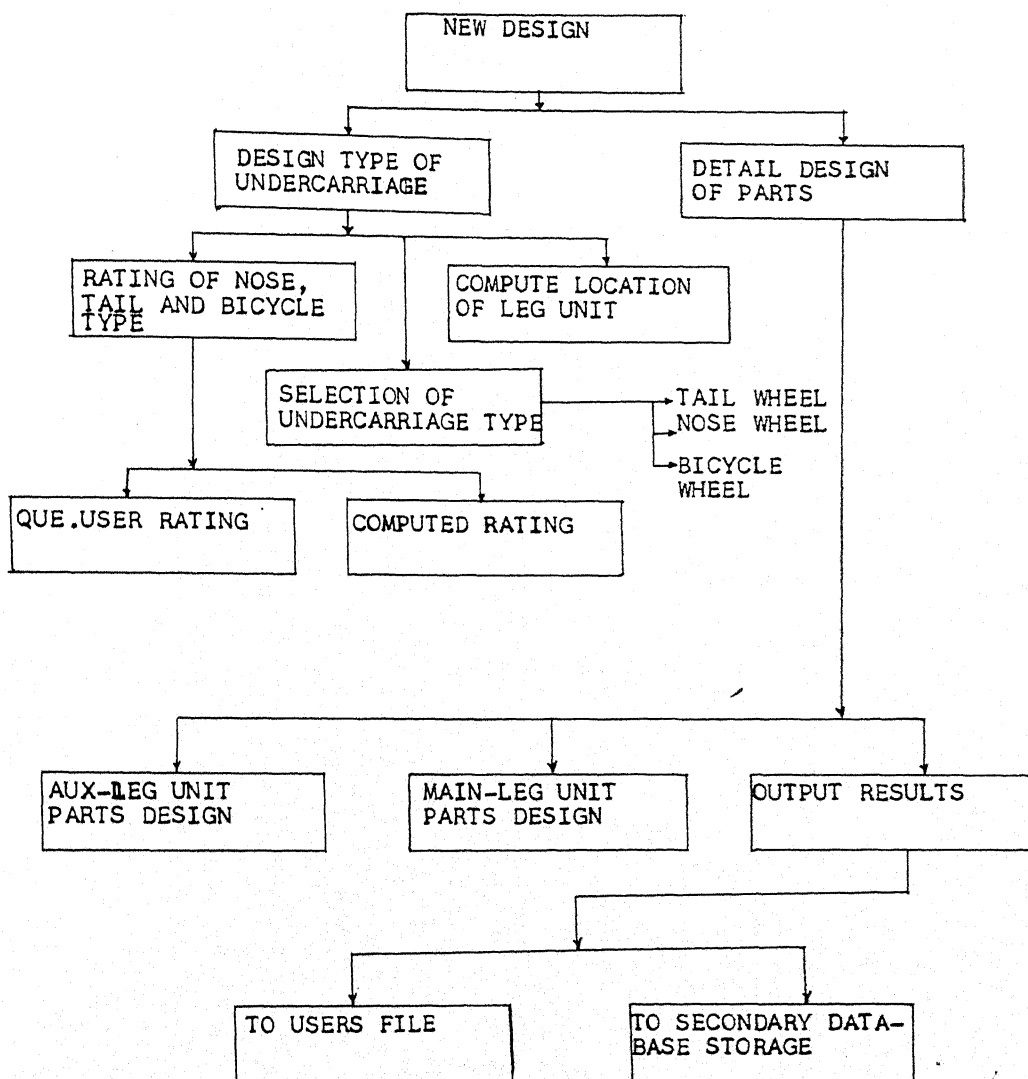 NEW DESIGN
DESIGN TYPE OF
UNDERCARRIAGE
DETAIL DESIGN
OF PARTS
RATING OF NOSE,
TAIL AND BICYCLE
TYPE
COMPUTE LOCATION
OF LEG UNIT
SELECTION OF
UNDERCARRIAGE TYPE
TAIL WHEEL
NOSE WHEEL
BICYCLE
WHEEL
QUE.USER RATING
COMPUTED RATING
AUX-LEG UNIT
PARTS DESIGN
MAIN-LEG UNIT
PARTS DESIGN
OUTPUT RESULTS
TO USERS FILE
TO SECONDARY DATA-
BASE STORAGE